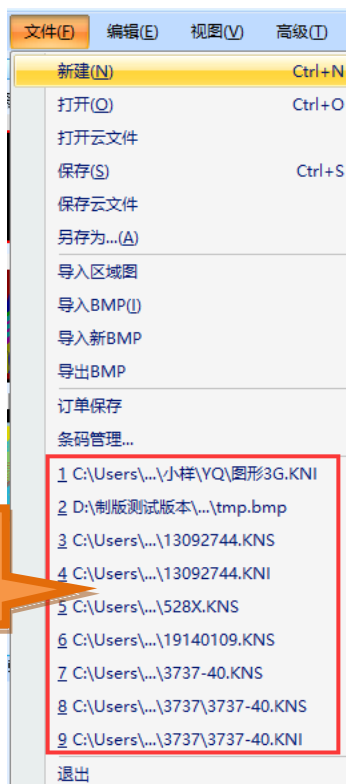 文件(F) 编辑(E) 视图(V) 高级(T)
新建(N) Ctrl+N
打开(O) Ctrl+O
打开云文件
保存(S) Ctrl+S
保存云文件
另存为...(A)
导入区域图
导入BMP(I)
导入新BMP
导出BMP
订单保存
条码管理...
1 C:\Users\...\小样\YQ\图形3G.KNI
2 D:\制版测试版本\...\tmp.bmp
3 C:\Users\...\13092744.KNS
4 C:\Users\...\13092744.KNI
5 C:\Users\...\528X.KNS
6 C:\Users\...\19140109.KNS
7 C:\Users\...\3737-40.KNS
8 C:\Users\...\3737\3737-40.KNS
9 C:\Users\...\3737\3737-40.KNI
退出